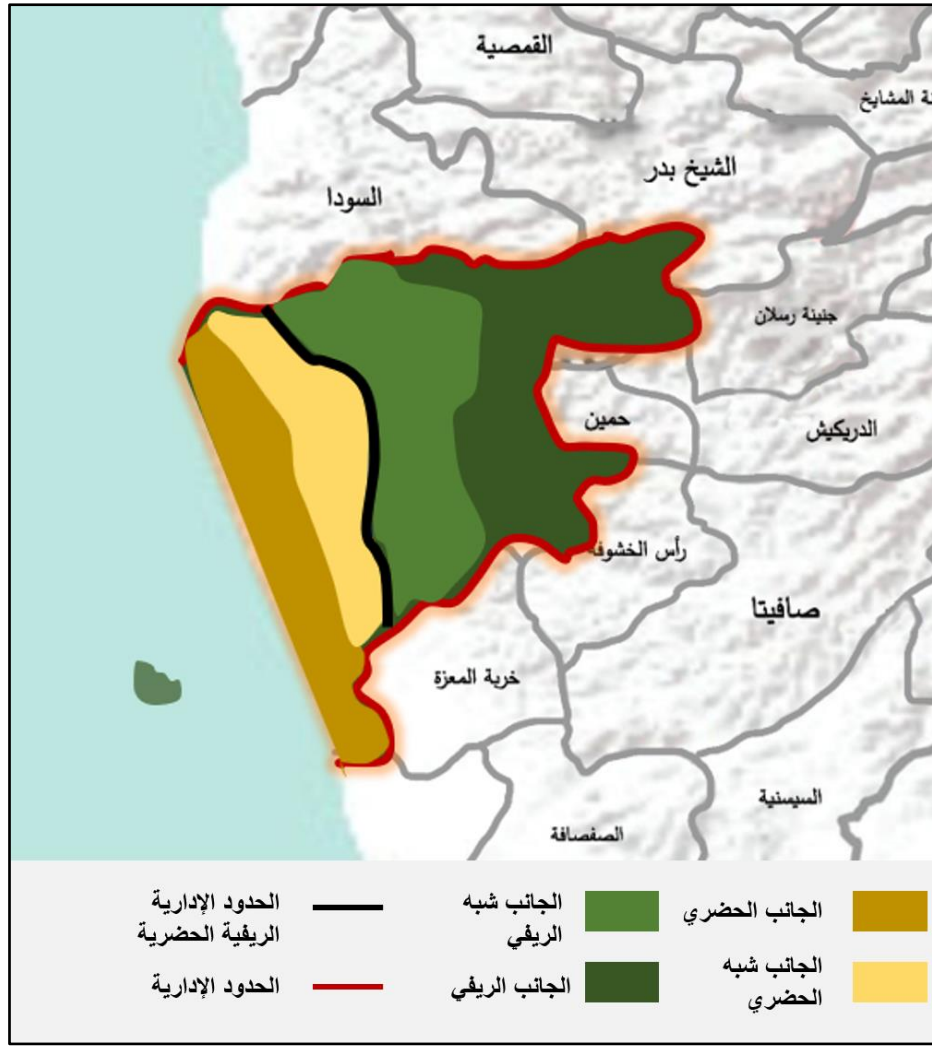 القمصية
المشايخ
الشيخ بدر
السودا
جنينة رسلان
حمين
الدريكيش
رأس الخشوفة
صافيتا
خربة المعزة
السيسنية
الصفصافة
الجانب الحضري
الجانب شبه
الحضري
الجانب شبه
الريفي
الجانب الريفي
الحدود الإدارية
الريفية الحضرية
الحدود الإدارية